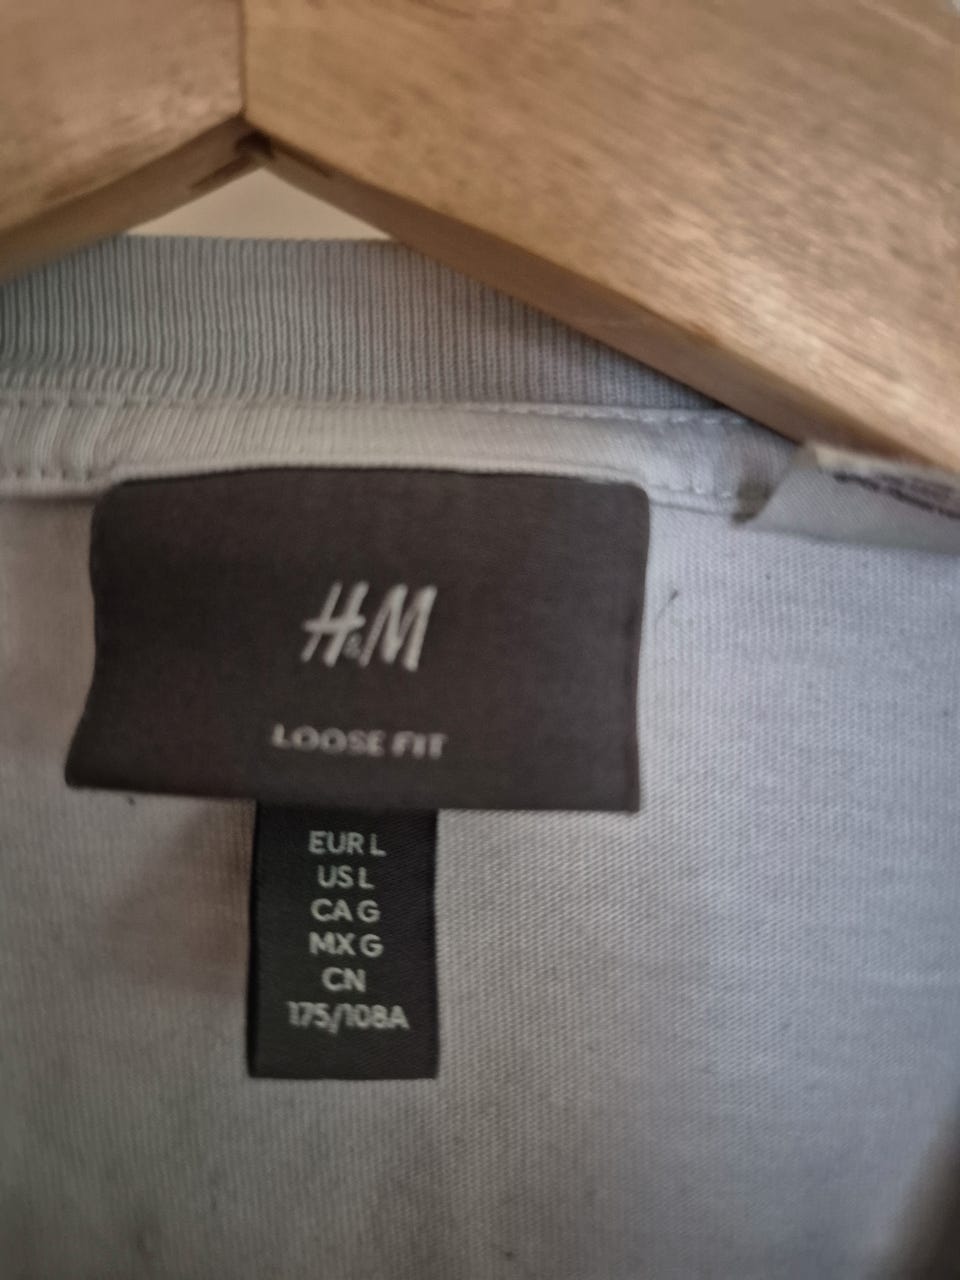 H&M
LOOSE FIT
EUR L
US L
CA G
MX G
CN
175/108A